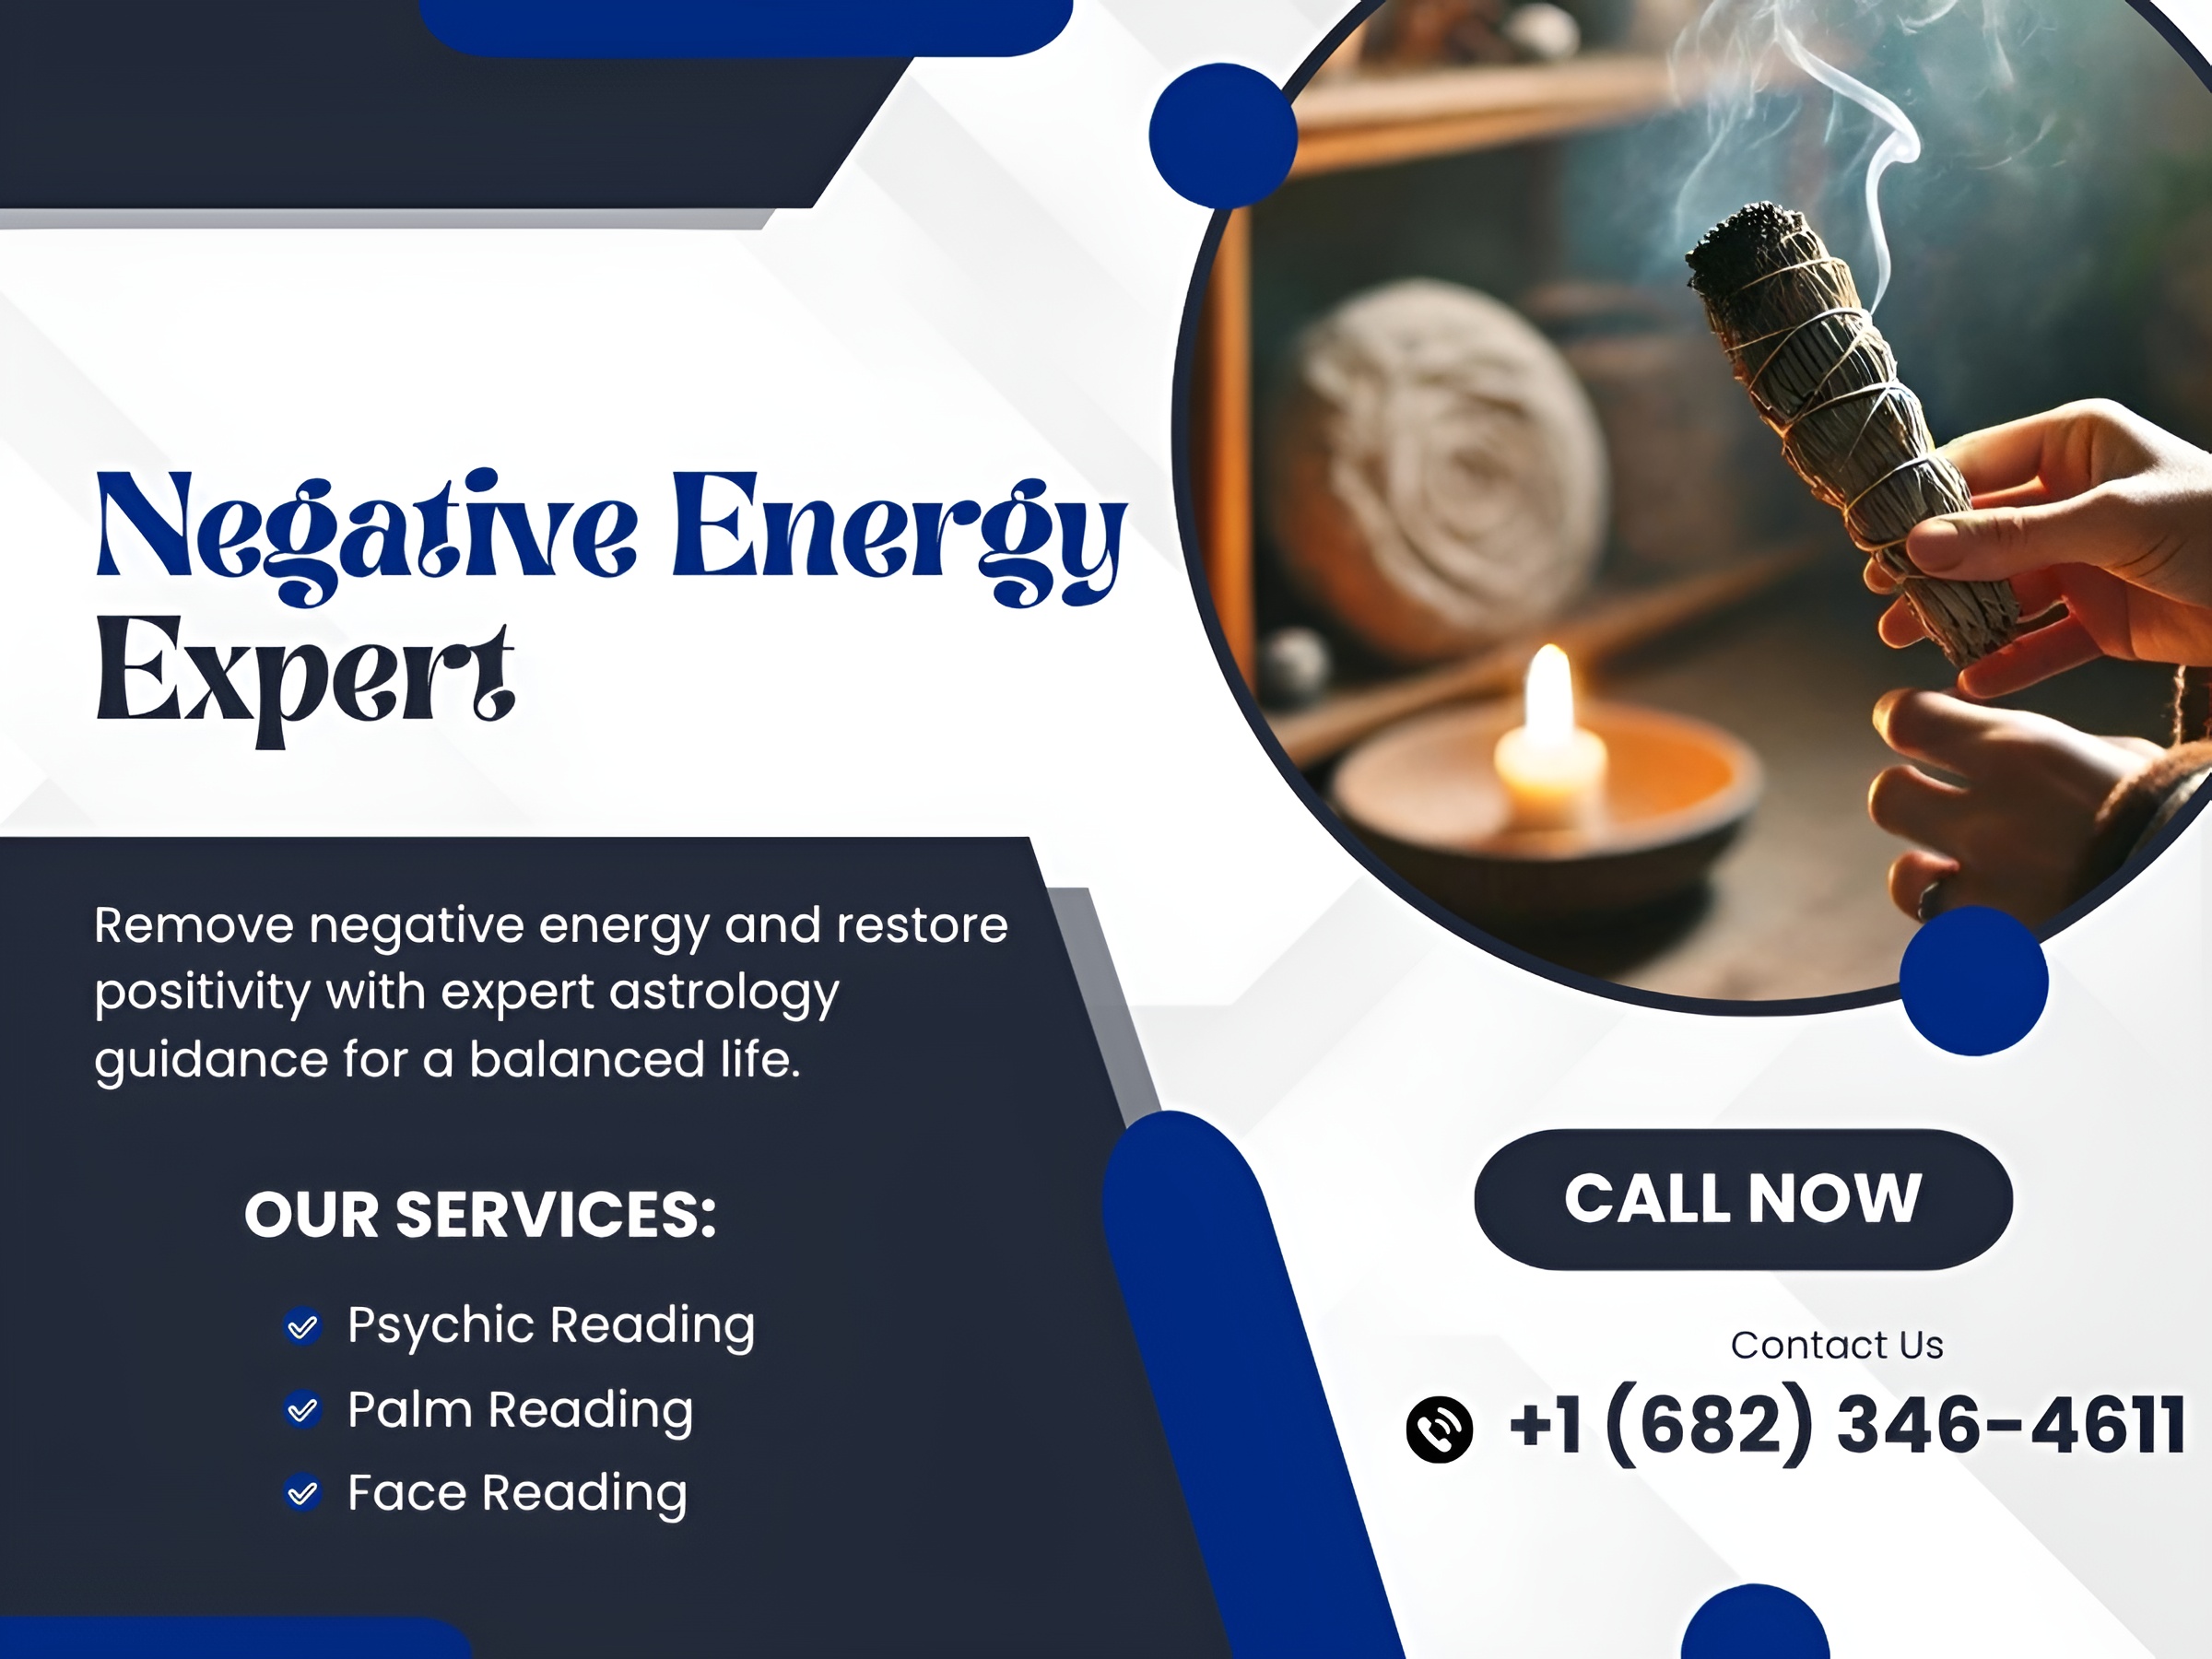 Negative Energy
Expert
Remove negative energy and restore
positivity with expert astrology
guidance for a balanced life.
OUR SERVICES:
Psychic Reading
Palm Reading
Face Reading
CALL NOW
Contact Us
+1 (682) 346-4611